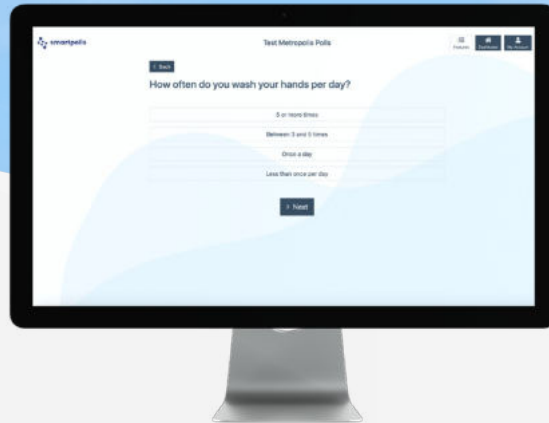 smartpolis
Test Metropolis Polls
Features
Dashboard
My Account
< Back
How often do you wash your hands per day?
5 or more times
Between 3 and 5 times
Once a day
Less than once per day
> Next